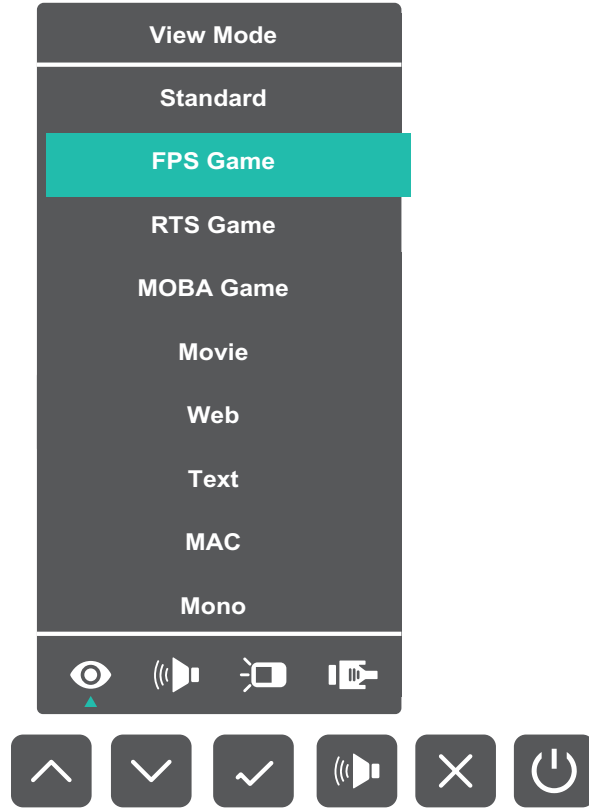 View Mode
Standard
FPS Game
RTS Game
MOBA Game
Movie
Web
Text
MAC
Mono